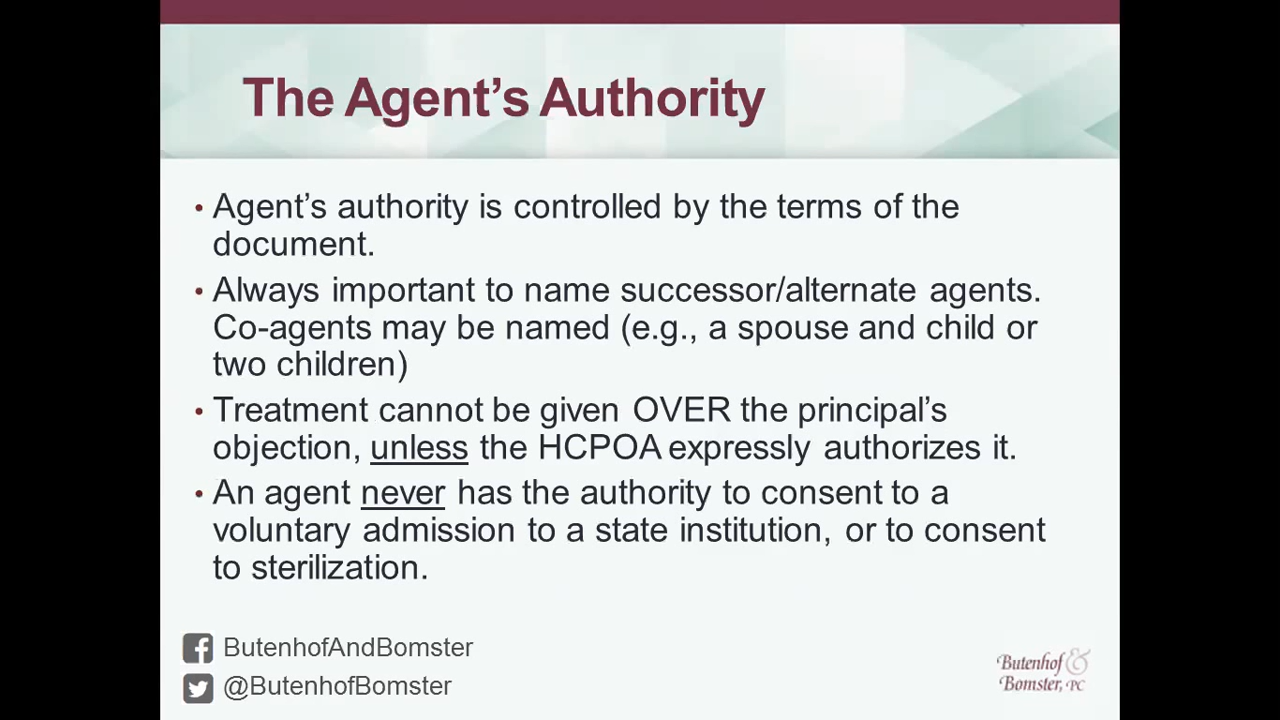 The Agent’s Authority
• Agent’s authority is controlled by the terms of the
document.
• Always important to name successor/alternate agents.
Co-agents may be named (e.g., a spouse and child or
two children)
• Treatment cannot be given OVER the principal’s
objection, unless the HCPOA expressly authorizes it.
• An agent never has the authority to consent to a
voluntary admission to a state institution, or to consent
to sterilization.
ButenhofAndBomster
@ButenhofBomster
Butenhof &
Bomster, PC